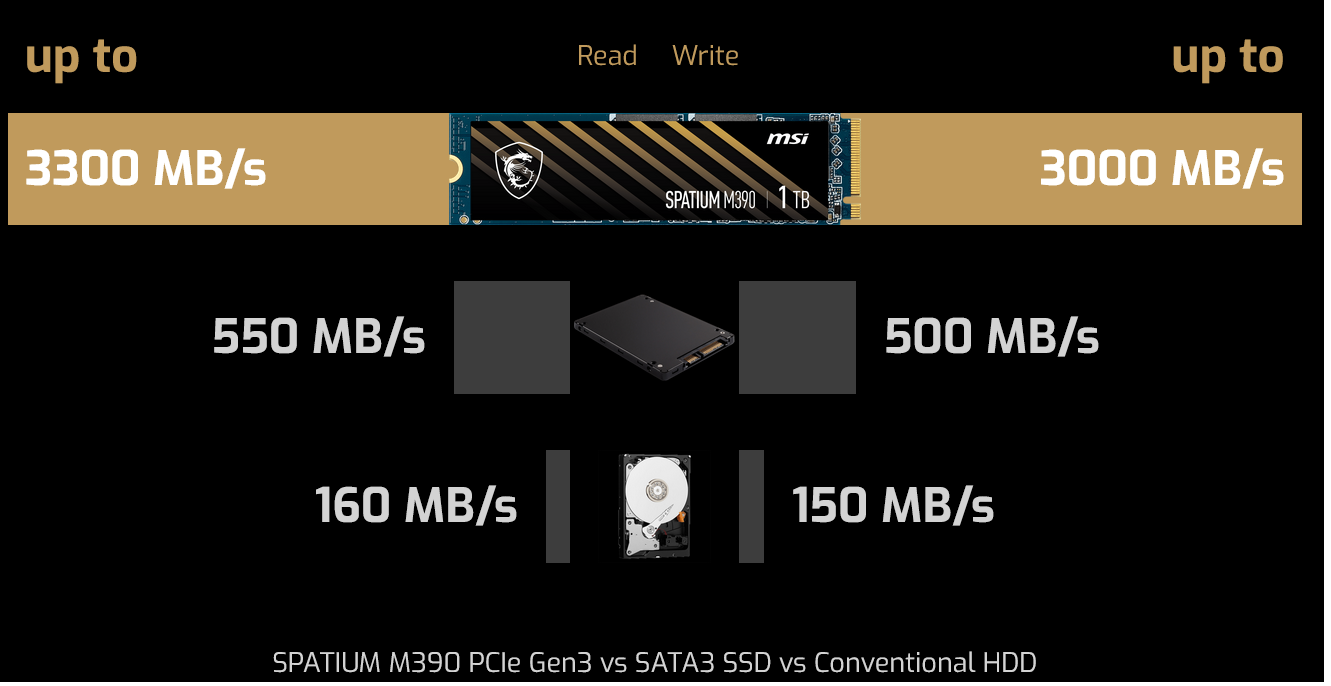 up to
Read Write
up to
3300 MB/s
msi
SPATIUM M390 | 1 TB
3000 MB/s
550 MB/s
500 MB/s
160 MB/s
150 MB/s
SPATIUM M390 PCIe Gen3 vs SATA3 SSD vs Conventional HDD